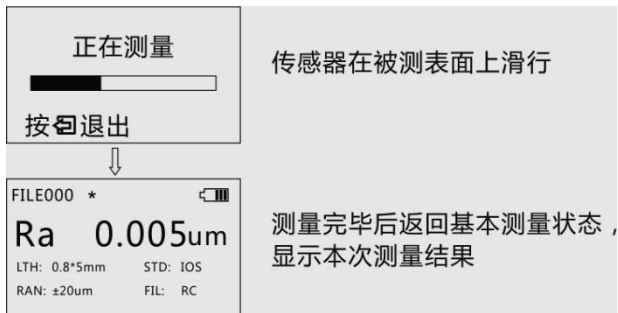 正在测量
传感器在被测表面上滑行
按退出
FILE000 *
Ra 0.005um
LTH: 0.8*5mm STD: IOS
RAN: ±20um FIL: RC
测量完毕后返回基本测量状态，
显示本次测量结果